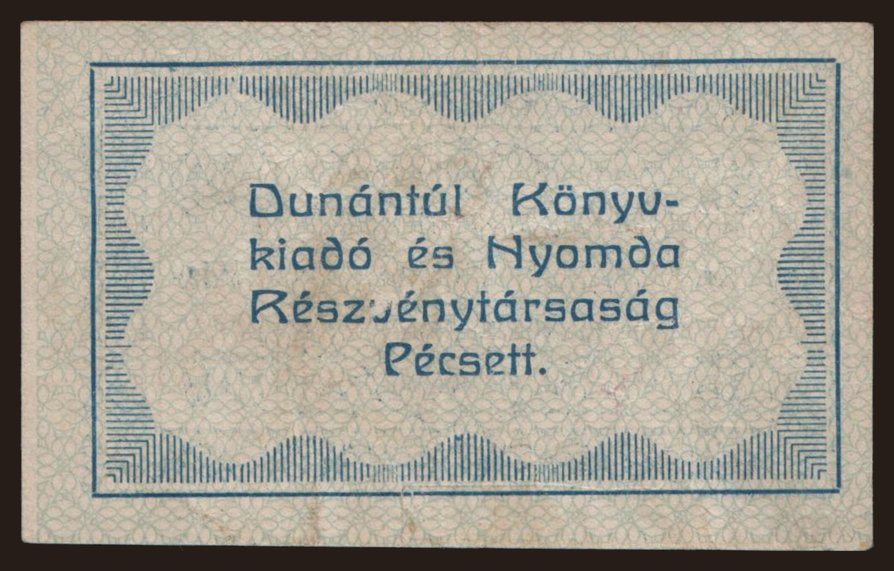 Dunántúl Könyv-
kiadó és Nyomda
Részvénytársaság
Pécsett.